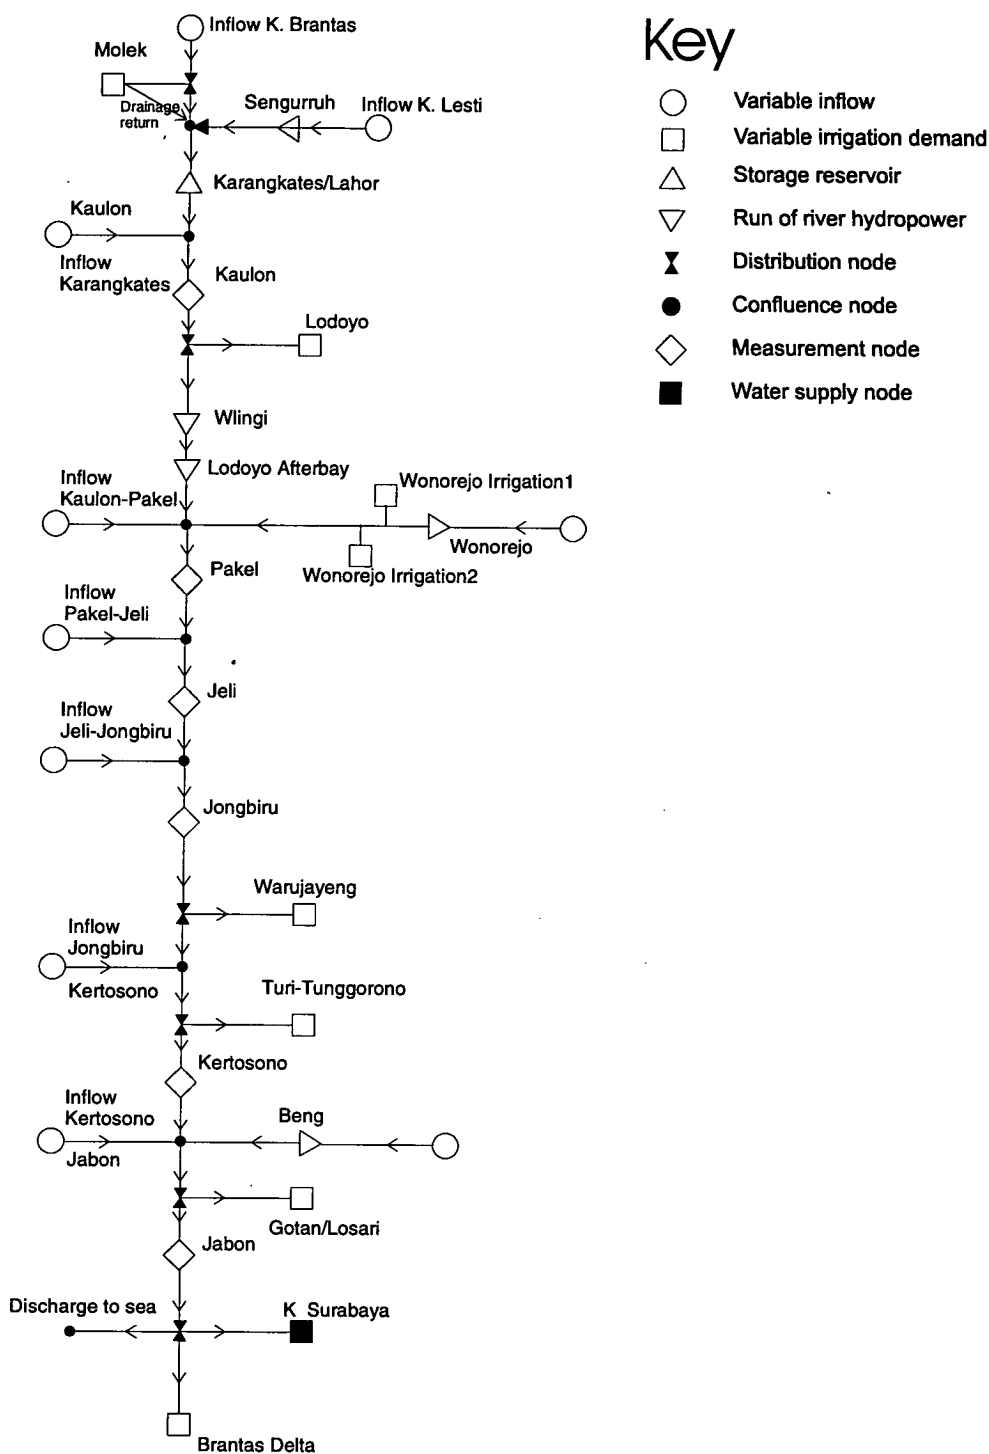 Inflow K. Brantas
Molek
Drainage
return
Sengurruh
Inflow K. Lesti
Karangkates/Lahor
Kaulon
Inflow
Karangkates
Kaulon
Lodoyo
Wlingi
Lodoyo Afterbay
Inflow
Kaulon-Pakel
Wonorejo Irrigation1
Wonorejo
Wonorejo Irrigation2
Pakel
Inflow
Pakel-Jeli
Jeli
Inflow
Jeli-Jongbiru
Jongbiru
Warujayeng
Inflow
Jongbiru
Kertosono
Turi-Tunggorono
Kertosono
Inflow
Kertosono
Jabon
Beng
Gotan/Losari
Jabon
Discharge to sea
K Surabaya
Brantas Delta
Key
Variable inflow
Variable irrigation demand
Storage reservoir
Run of river hydropower
Distribution node
Confluence node
Measurement node
Water supply node